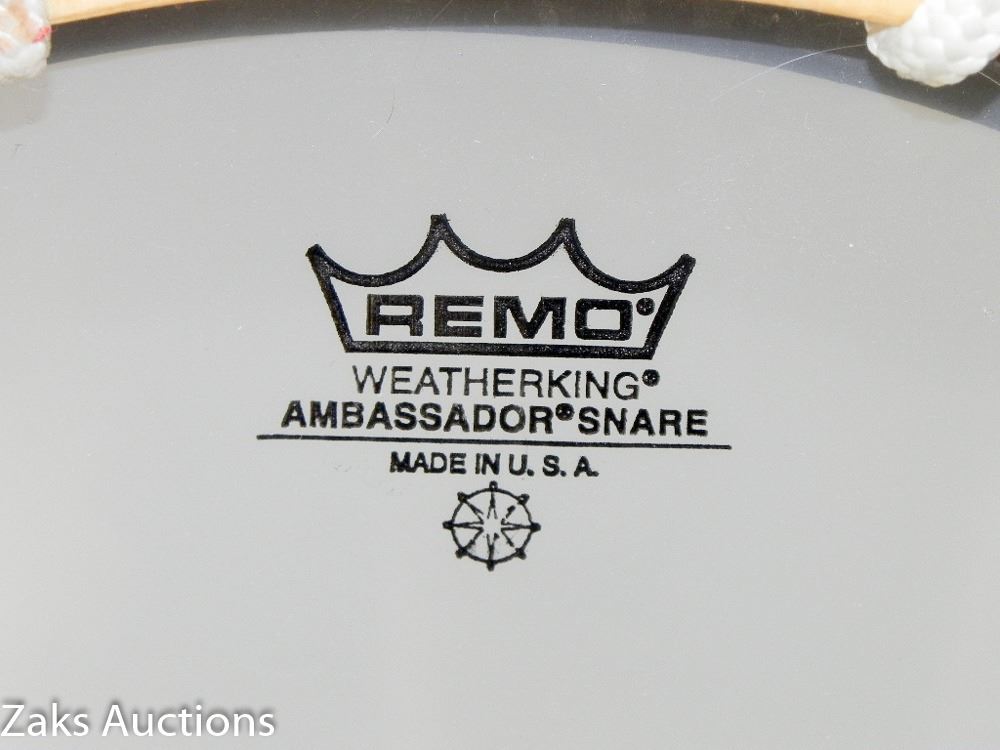 REMO®
WEATHERKING®
AMBASSADOR® SNARE
MADE IN U. S. A.
Zaks Auctions